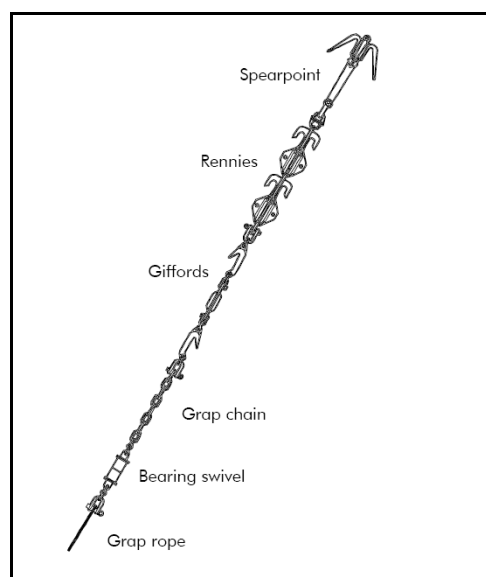 Spearpoint
Rennies
Giffords
Grap chain
Bearing swivel
Grap rope